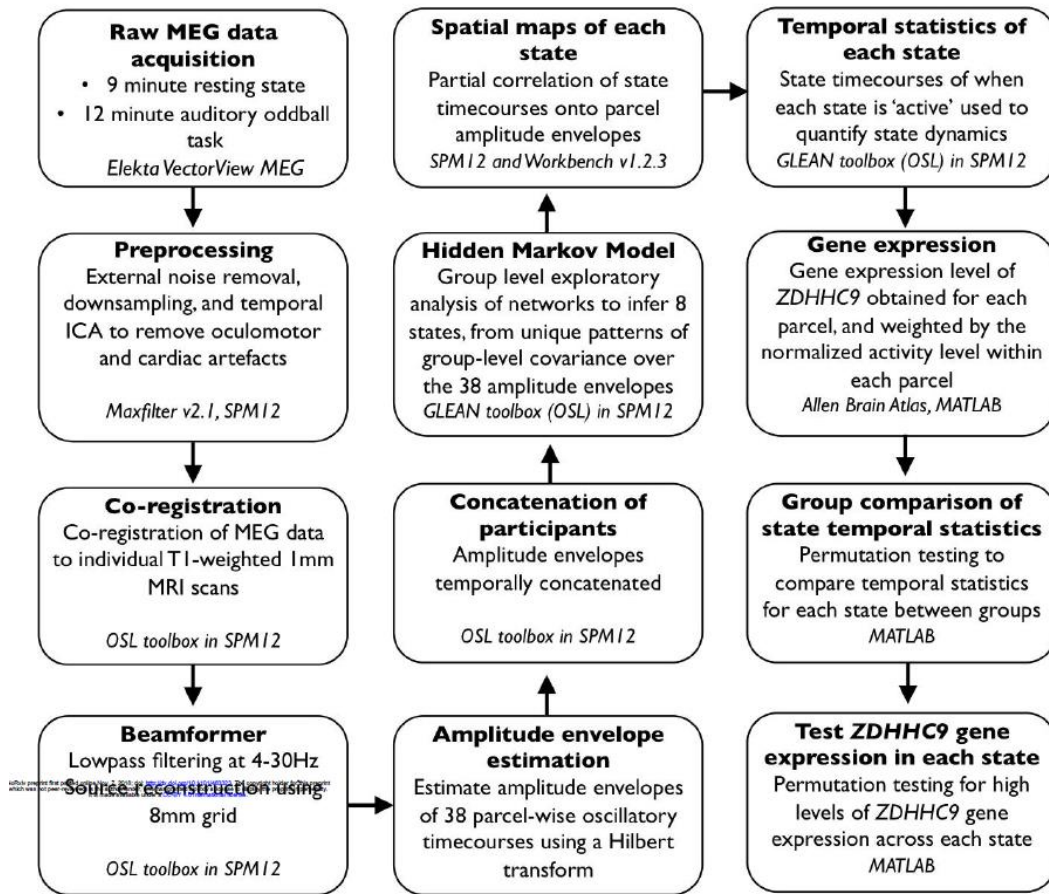 Raw MEG data
acquisition
• 9 minute resting state
• 12 minute auditory oddball
task
Elekta VectorView MEG
Preprocessing
External noise removal,
downsampling, and temporal
ICA to remove oculomotor
and cardiac artefacts
Maxfilter v2.1, SPM12
Co-registration
Co-registration of MEG data
to individual T1-weighted 1mm
MRI scans
OSL toolbox in SPM12
Beamformer
Lowpass filtering at 4-30Hz
Source reconstruction using
8mm grid
OSL toolbox in SPM12
Amplitude envelope
estimation
Estimate amplitude envelopes
of 38 parcel-wise oscillatory
timecourses using a Hilbert
transform
Concatenation of
participants
Amplitude envelopes
temporally concatenated
OSL toolbox in SPM12
Hidden Markov Model
Group level exploratory
analysis of networks to infer 8
states, from unique patterns of
group-level covariance over
the 38 amplitude envelopes
GLEAN toolbox (OSL) in SPM12
Spatial maps of each
state
Partial correlation of state
timecourses onto parcel
amplitude envelopes
SPM12 and Workbench v1.2.3
Temporal statistics of
each state
State timecourses of when
each state is ‘active’ used to
quantify state dynamics
GLEAN toolbox (OSL) in SPM12
Gene expression
Gene expression level of
ZDHHC9 obtained for each
parcel, and weighted by the
normalized activity level within
each parcel
Allen Brain Atlas, MATLAB
Group comparison of
state temporal statistics
Permutation testing to
compare temporal statistics
for each state between groups
MATLAB
Test ZDHHC9 gene
expression in each state
Permutation testing for high
levels of ZDHHC9 gene
expression across each state
MATLAB